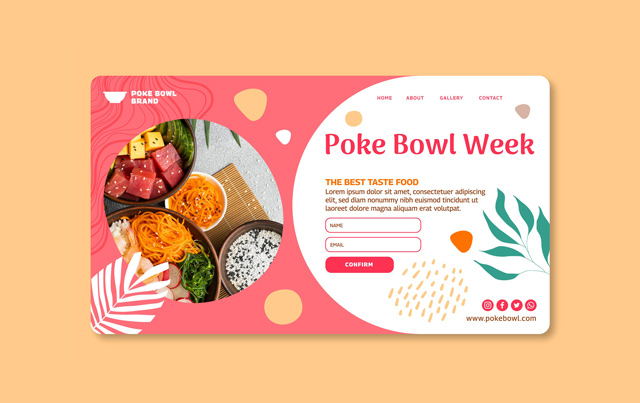 POKE BOWL
BRAND
HOME ABOUT GALLERY CONTACT
Poke Bowl Week
THE BEST TASTE FOOD
Lorem ipsum dolor sit amet, consectetuer adipiscing
elit, sed diam nonummy nibh euismod tincidunt ut
laoreet dolore magna aliquam erat volutpat.
NAME
EMAIL
CONFIRM
www.pokebowl.com